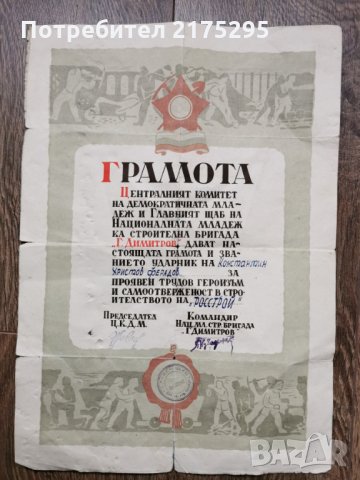 Потребител 2175295
ГРАМОТА
ЦЕНТРАЛНИЯТ КОМИТЕТ
НА ДЕМОКРАТИЧНАТА МЛА-
ДЕЖ И ГЛАВНИЯТ ЩАБ НА
НАЦИОНАЛНАТА МЛАДЕЖ
КА СТРОИТЕЛНА БРИГАДА
"Г. ДИМИТРОВ" ДАВАТ НА-
СТОЯЩАТА ГРАМОТА И ЗВА-
НИЕТО УДАРНИК НА Константин
Христов ЗА
ПРОЯВЕН ТРУДОВ ГЕРОИЗЪМ
И САМООТВЕРЖЕНОСТ В СТРО-
ИТЕЛСТВОТО НА "РОССТРОЙ"
ПРЕДСЕДАТЕЛ
Ц.К.Д.М.
КОМАНДИР
НАЦ. МЛ. СТР. БРИГАДА
"Г. ДИМИТРОВ"
BAZAR